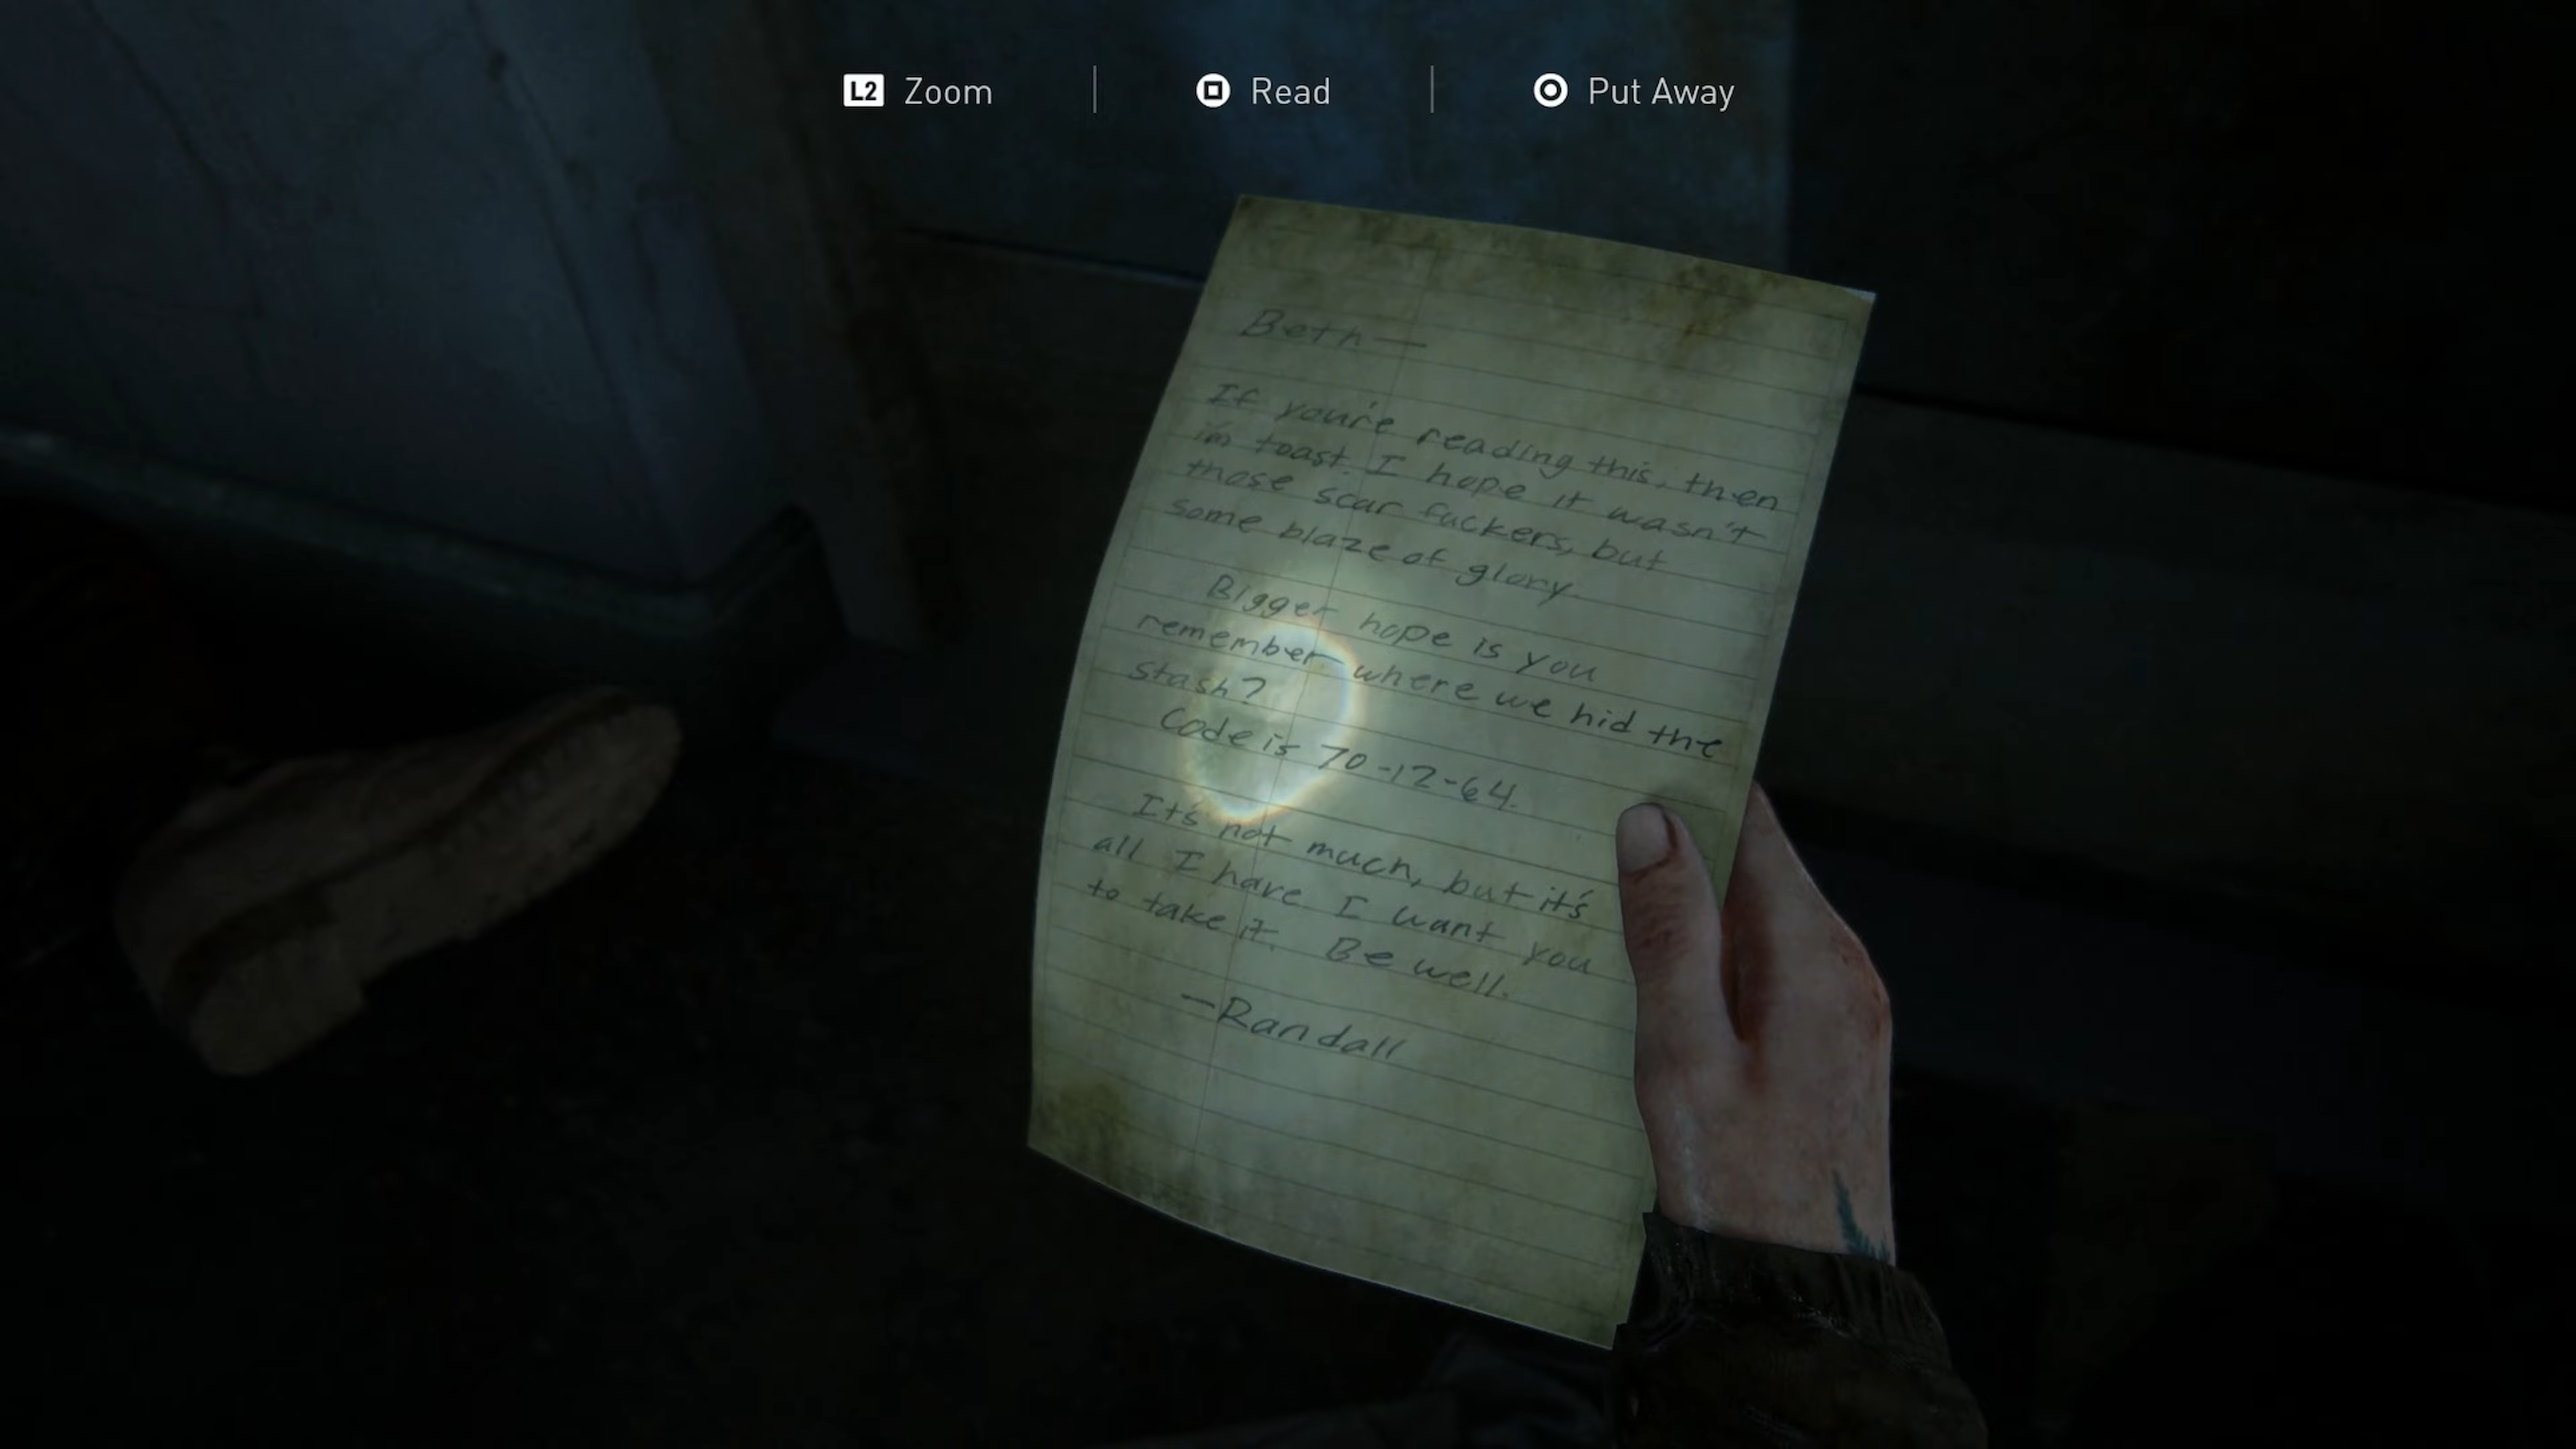 L2 Zoom | Read | Put Away
Beth—
If you're reading this, then
i'm toast. I hope it wasn't
those scar fuckers, but
some blaze of glory.
Bigger hope is you
remember where we hid the
stash?
Code is 70-12-64.
It's not much, but it's
all I have I want you
to take it. Be well.
—Randall